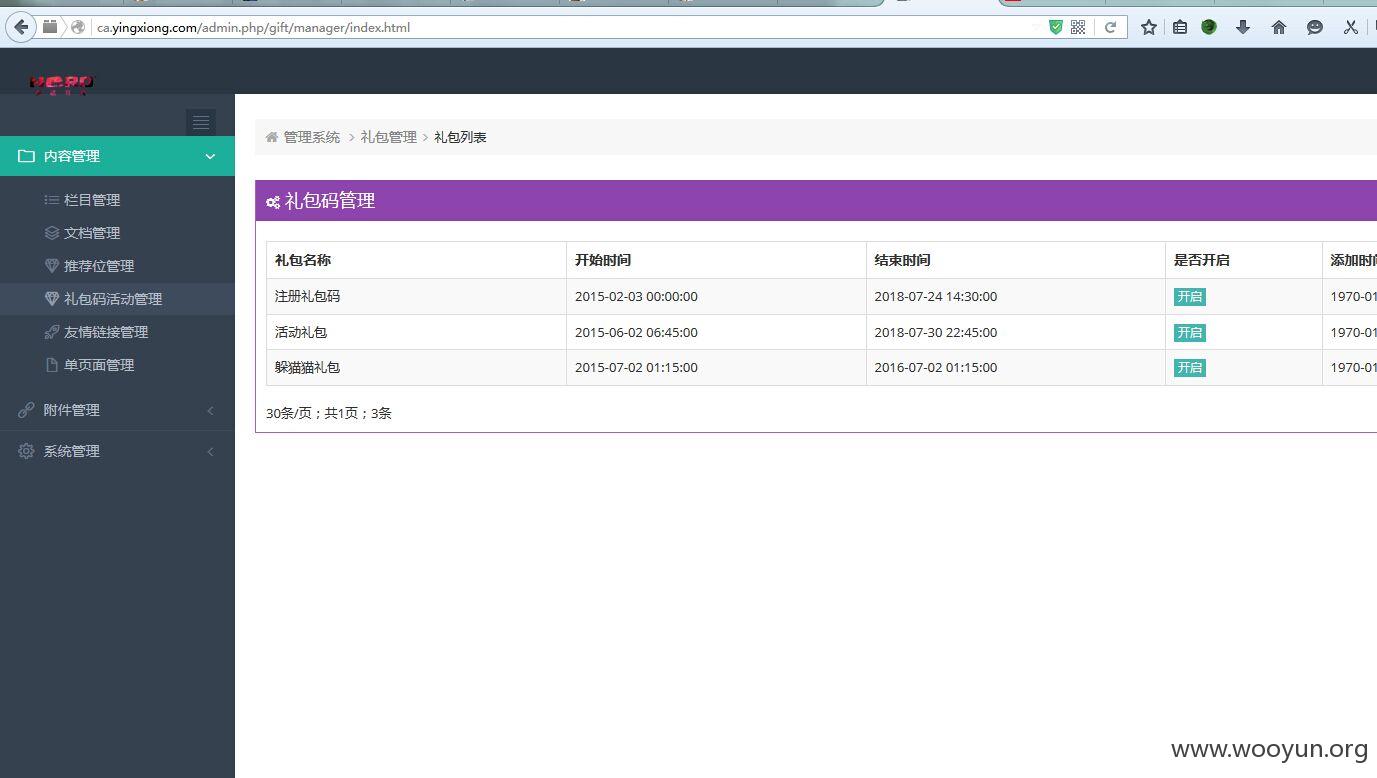 ca.yingxiong.com/admin.php/gift/manager/index.html
内容管理
栏目管理
文档管理
推荐位管理
礼包码活动管理
友情链接管理
单页面管理
附件管理
系统管理
管理系统 > 礼包管理 > 礼包列表
礼包码管理
礼包名称 开始时间 结束时间 是否开启 添加时间
注册礼包码 2015-02-03 00:00:00 2018-07-24 14:30:00 开启 1970-01
活动礼包 2015-06-02 06:45:00 2018-07-30 22:45:00 开启 1970-01
躲猫猫礼包 2015-07-02 01:15:00 2016-07-02 01:15:00 开启 1970-01
30条/页；共1页；3条
www.wooyun.org